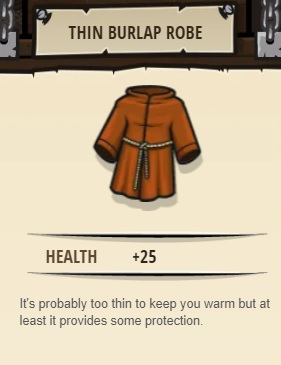 THIN BURLAP ROBE
HEALTH +25
It's probably too thin to keep you warm but at
least it provides some protection.